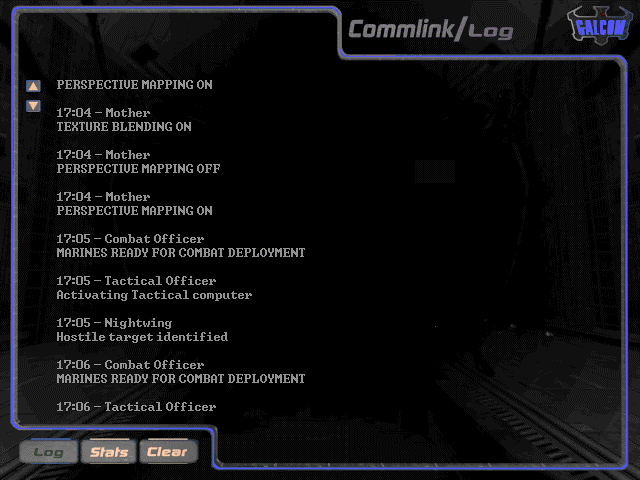 Commlink/Log
GALCOM
PERSPECTIVE MAPPING ON
17:04 - Mother
TEXTURE BLENDING ON
17:04 - Mother
PERSPECTIVE MAPPING OFF
17:04 - Mother
PERSPECTIVE MAPPING ON
17:05 - Combat Officer
MARINES READY FOR COMBAT DEPLOYMENT
17:05 - Tactical Officer
Activating Tactical computer
17:05 - Nightwing
Hostile target identified
17:06 - Combat Officer
MARINES READY FOR COMBAT DEPLOYMENT
17:06 - Tactical Officer
Log
Stats
Clear